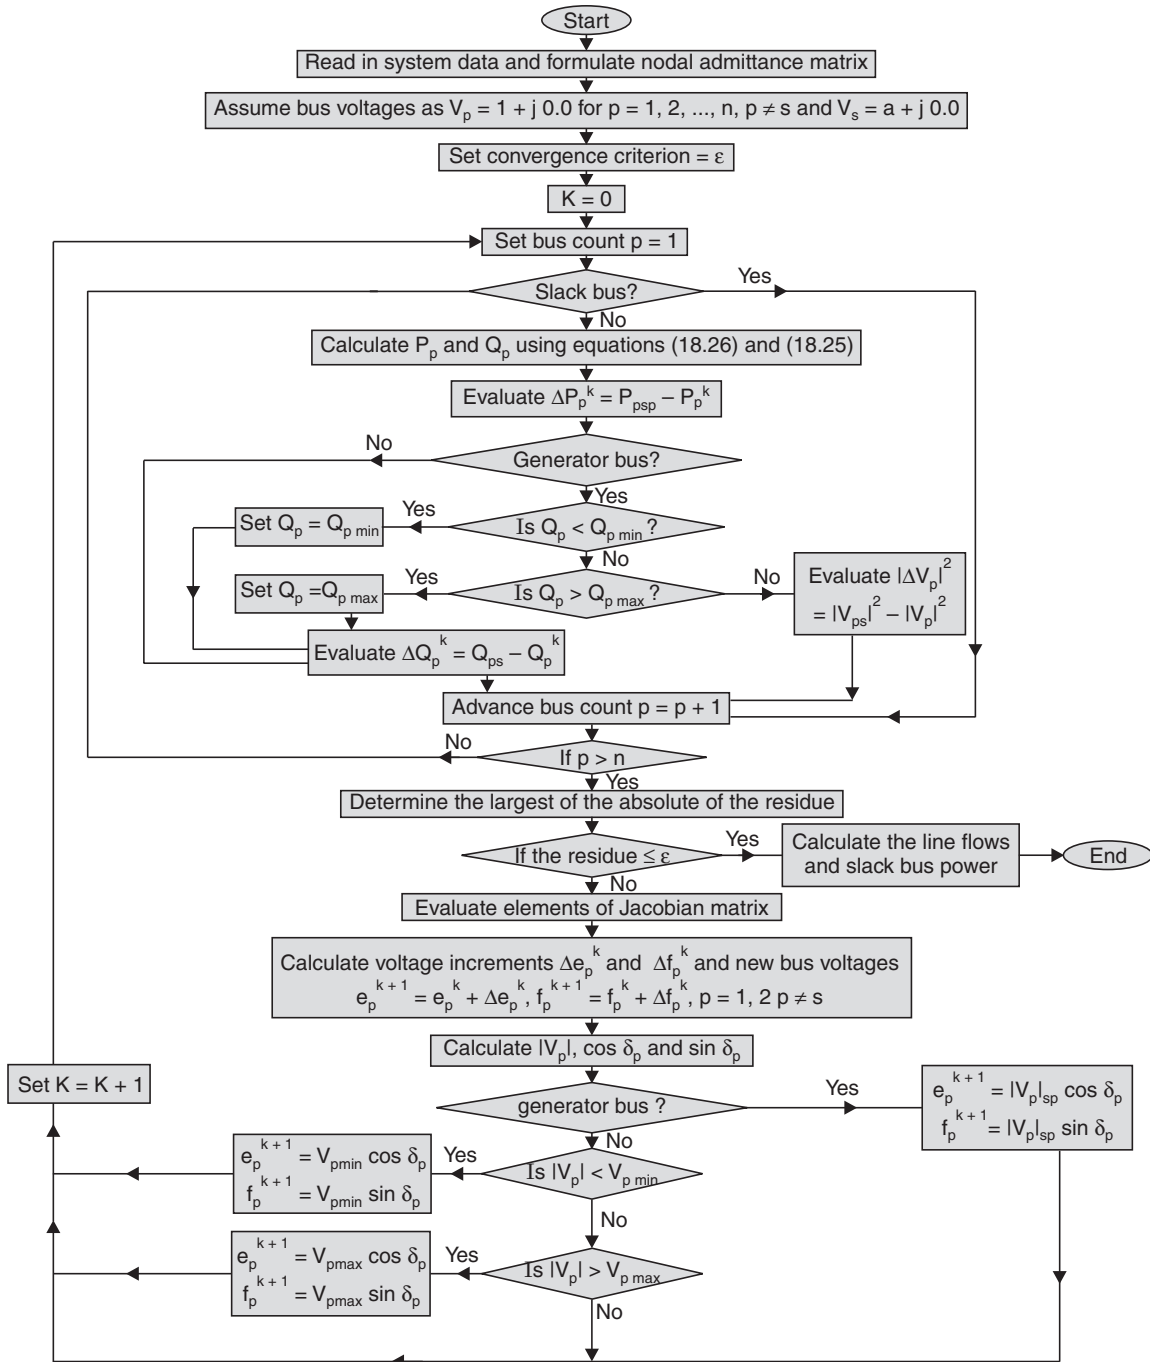 Start
Read in system data and formulate nodal admittance matrix
Assume bus voltages as V_p = 1 + j 0.0 for p = 1, 2, ..., n, p ≠ s and V_s = a + j 0.0
Set convergence criterion = ε
K = 0
Set bus count p = 1
Slack bus?
Yes
No
Calculate P_p and Q_p using equations (18.26) and (18.25)
Evaluate ΔP_p^k = P_psp – P_p^k
Generator bus?
No
Yes
Is Q_p < Q_p min ?
Yes
Set Q_p = Q_p min
No
Is Q_p > Q_p max ?
Yes
Set Q_p =Q_p max
No
Evaluate |ΔV_p|^2
= |V_ps|^2 – |V_p|^2
Evaluate ΔQ_p^k = Q_ps – Q_p^k
Advance bus count p = p + 1
If p > n
No
Yes
Determine the largest of the absolute of the residue
If the residue ≤ ε
Yes
Calculate the line flows
and slack bus power
End
No
Evaluate elements of Jacobian matrix
Calculate voltage increments Δe_p^k and Δf_p^k and new bus voltages
e_p^k + 1 = e_p^k + Δe_p^k, f_p^k + 1 = f_p^k + Δf_p^k, p = 1, 2 p ≠ s
Calculate |V_p|, cos δ_p and sin δ_p
Set K = K + 1
generator bus ?
Yes
e_p^k + 1 = |V_p|_sp cos δ_p
f_p^k + 1 = |V_p|_sp sin δ_p
No
Is |V_p| < V_p min
Yes
e_p^k + 1 = V_pmin cos δ_p
f_p^k + 1 = V_pmin sin δ_p
No
Is |V_p| > V_p max
Yes
e_p^k + 1 = V_pmax cos δ_p
f_p^k + 1 = V_pmax sin δ_p
No